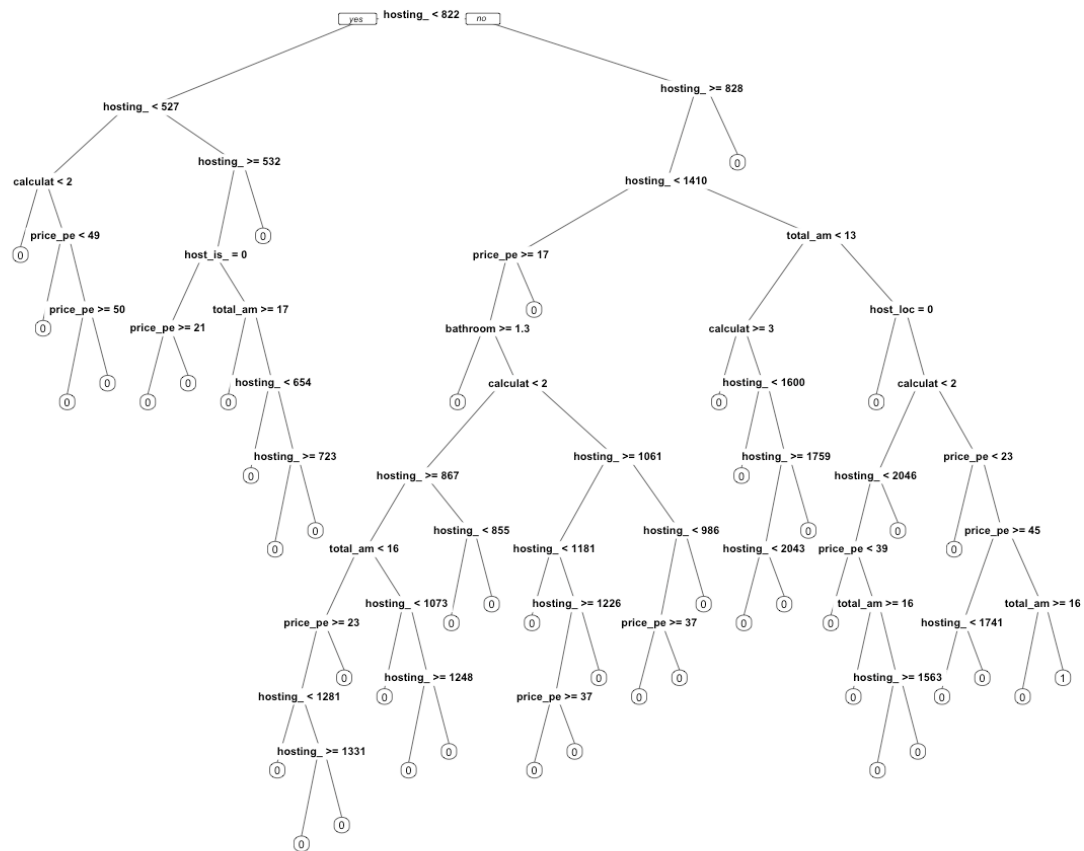 yes hosting_ < 822 no
hosting_ >= 828
hosting_ < 527
hosting_ >= 532
0
calculat < 2
hosting_ < 1410
price_pe < 49
total_am < 13
0
0
host_is_ = 0
price_pe >= 17
price_pe >= 50
total_am >= 17
0
host_loc = 0
0
price_pe >= 21
bathroom >= 1.3
calculat >= 3
0
0
hosting_ < 654
calculat < 2
hosting_ < 1600
calculat < 2
0
0
0
0
0
0
0
hosting_ >= 723
hosting_ >= 1061
hosting_ >= 1759
price_pe < 23
0
hosting_ >= 867
0
hosting_ < 2046
0
hosting_ < 855
hosting_ < 986
0
0
price_pe >= 45
0
total_am < 16
hosting_ < 1181
hosting_ < 2043
price_pe < 39
0
hosting_ < 1073
0
0
hosting_ >= 1226
0
total_am >= 16
total_am >= 16
price_pe >= 23
0
price_pe >= 37
0
0
0
hosting_ < 1741
0
hosting_ >= 1248
0
hosting_ >= 1563
0
1
hosting_ < 1281
0
price_pe >= 37
0
0
0
0
0
hosting_ >= 1331
0
0
0
0
0
0
0
0
0
0